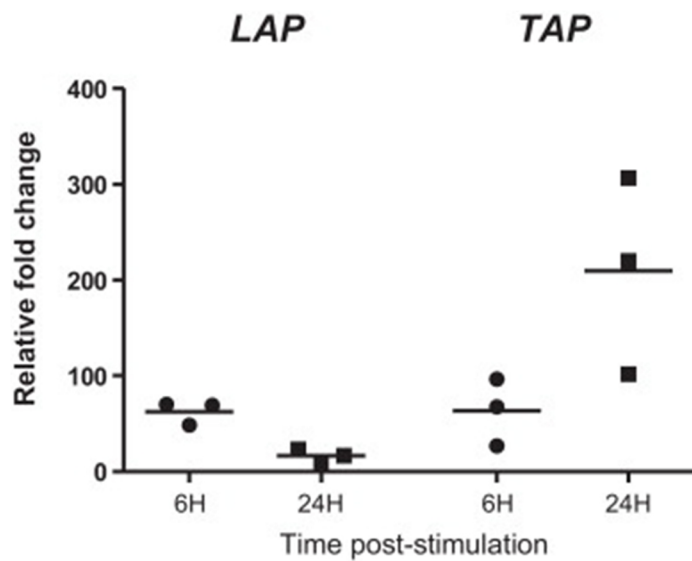 LAP TAP
Relative fold change
400
300
200
100
0
6H 24H 6H 24H
Time post-stimulation